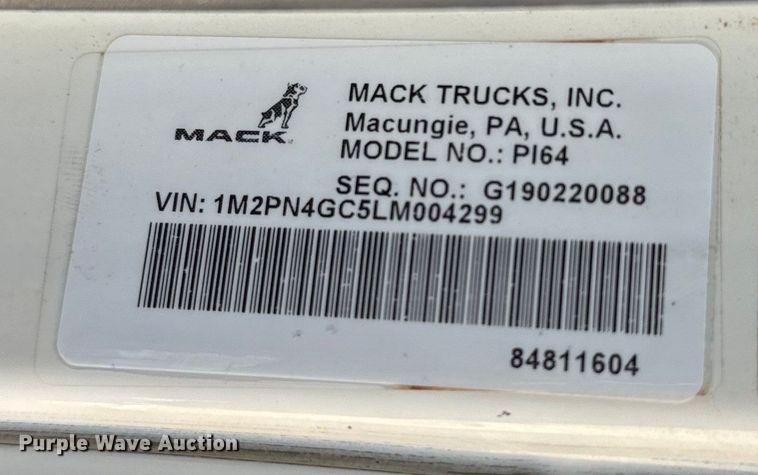 MACK
MACK TRUCKS, INC.
Macungie, PA, U.S.A.
MODEL NO.: PI64
SEQ. NO.: G190220088
VIN: 1M2PN4GC5LM004299
84811604
Purple Wave Auction